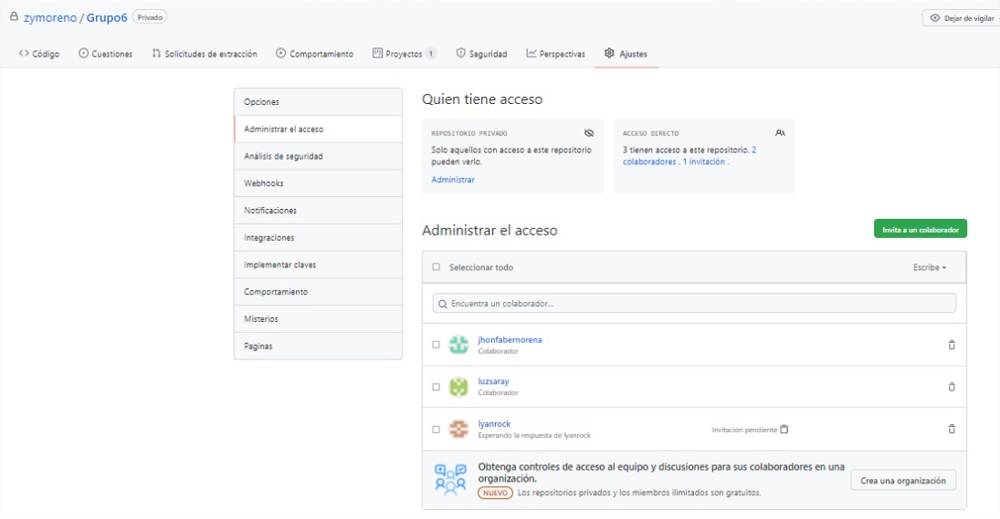 zymoreno / Grupo6 Privado
Dejar de vigilar
Código Cuestiones Solicitudes de extracción Comportamiento Proyectos 1 Seguridad Perspectivas Ajustes
Opciones
Administrar el acceso
Análisis de seguridad
Webhooks
Notificaciones
Integraciones
Implementar claves
Comportamiento
Misterios
Paginas
Quien tiene acceso
REPOSITORIO PRIVADO
Solo aquellos con acceso a este repositorio
pueden verlo.
Administrar
ACCESO DIRECTO
3 tienen acceso a este repositorio. 2
colaboradores . 1 invitación .
Administrar el acceso
Invita a un colaborador
Seleccionar todo
Escribe
Encuentra un colaborador...
jhonfabernorena
Colaborador
luzsaray
Colaborador
lyanrock
Esperando la respuesta de lyanrock
Invitación pendiente
Obtenga controles de acceso al equipo y discusiones para sus colaboradores en una
organización.
NUEVO Los repositorios privados y los miembros ilimitados son gratuitos.
Crea una organización